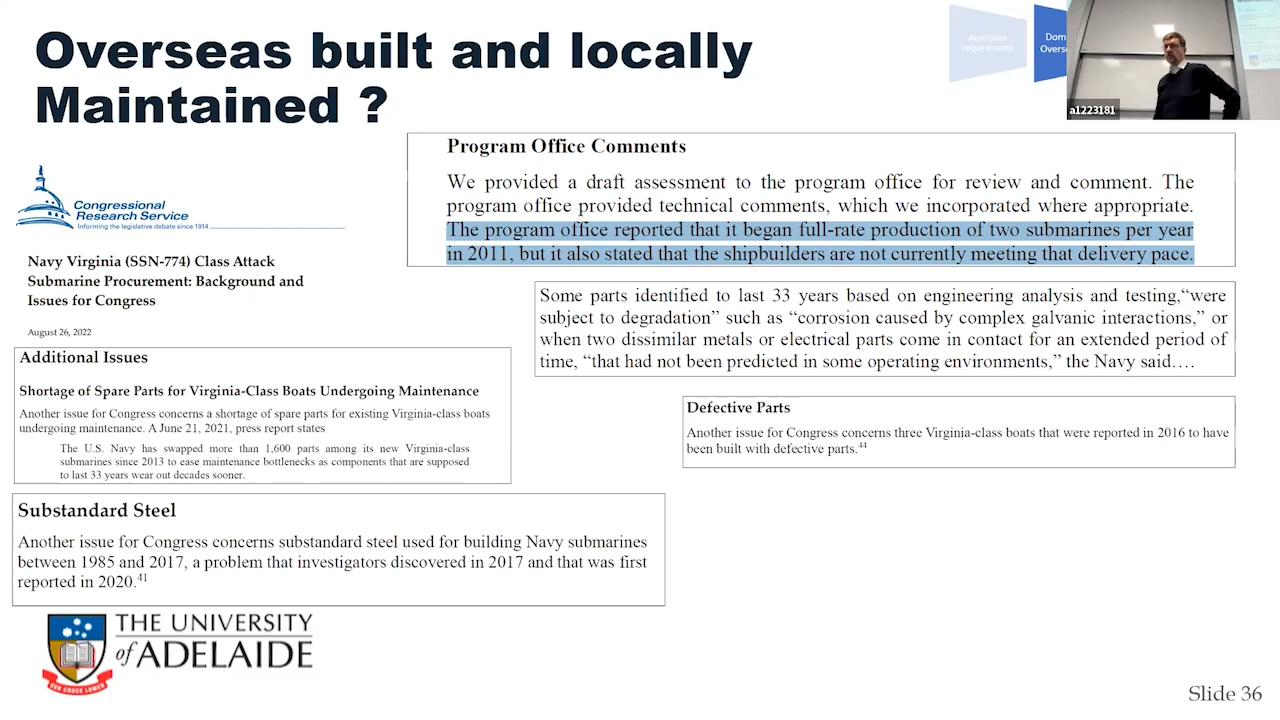 Overseas built and locally
Maintained ?
Australian
requirements
a1223181
Program Office Comments
We provided a draft assessment to the program office for review and comment. The
program office provided technical comments, which we incorporated where appropriate.
The program office reported that it began full-rate production of two submarines per year
in 2011, but it also stated that the shipbuilders are not currently meeting that delivery pace.
Congressional
Research Service
Informing the legislative debate since 1914
Navy Virginia (SSN-774) Class Attack
Submarine Procurement: Background and
Issues for Congress
August 26, 2022
Some parts identified to last 33 years based on engineering analysis and testing,“were
subject to degradation” such as “corrosion caused by complex galvanic interactions,” or
when two dissimilar metals or electrical parts come in contact for an extended period of
time, “that had not been predicted in some operating environments,” the Navy said….
Additional Issues
Shortage of Spare Parts for Virginia-Class Boats Undergoing Maintenance
Another issue for Congress concerns a shortage of spare parts for existing Virginia-class boats
undergoing maintenance. A June 21, 2021, press report states
The U.S. Navy has swapped more than 1,600 parts among its new Virginia-class
submarines since 2013 to ease maintenance bottlenecks as components that are supposed
to last 33 years wear out decades sooner.
Defective Parts
Another issue for Congress concerns three Virginia-class boats that were reported in 2016 to have
been built with defective parts.44
Substandard Steel
Another issue for Congress concerns substandard steel used for building Navy submarines
between 1985 and 2017, a problem that investigators discovered in 2017 and that was first
reported in 2020.41
THE UNIVERSITY
of ADELAIDE
SUB CRUCE LUMEN
Slide 36